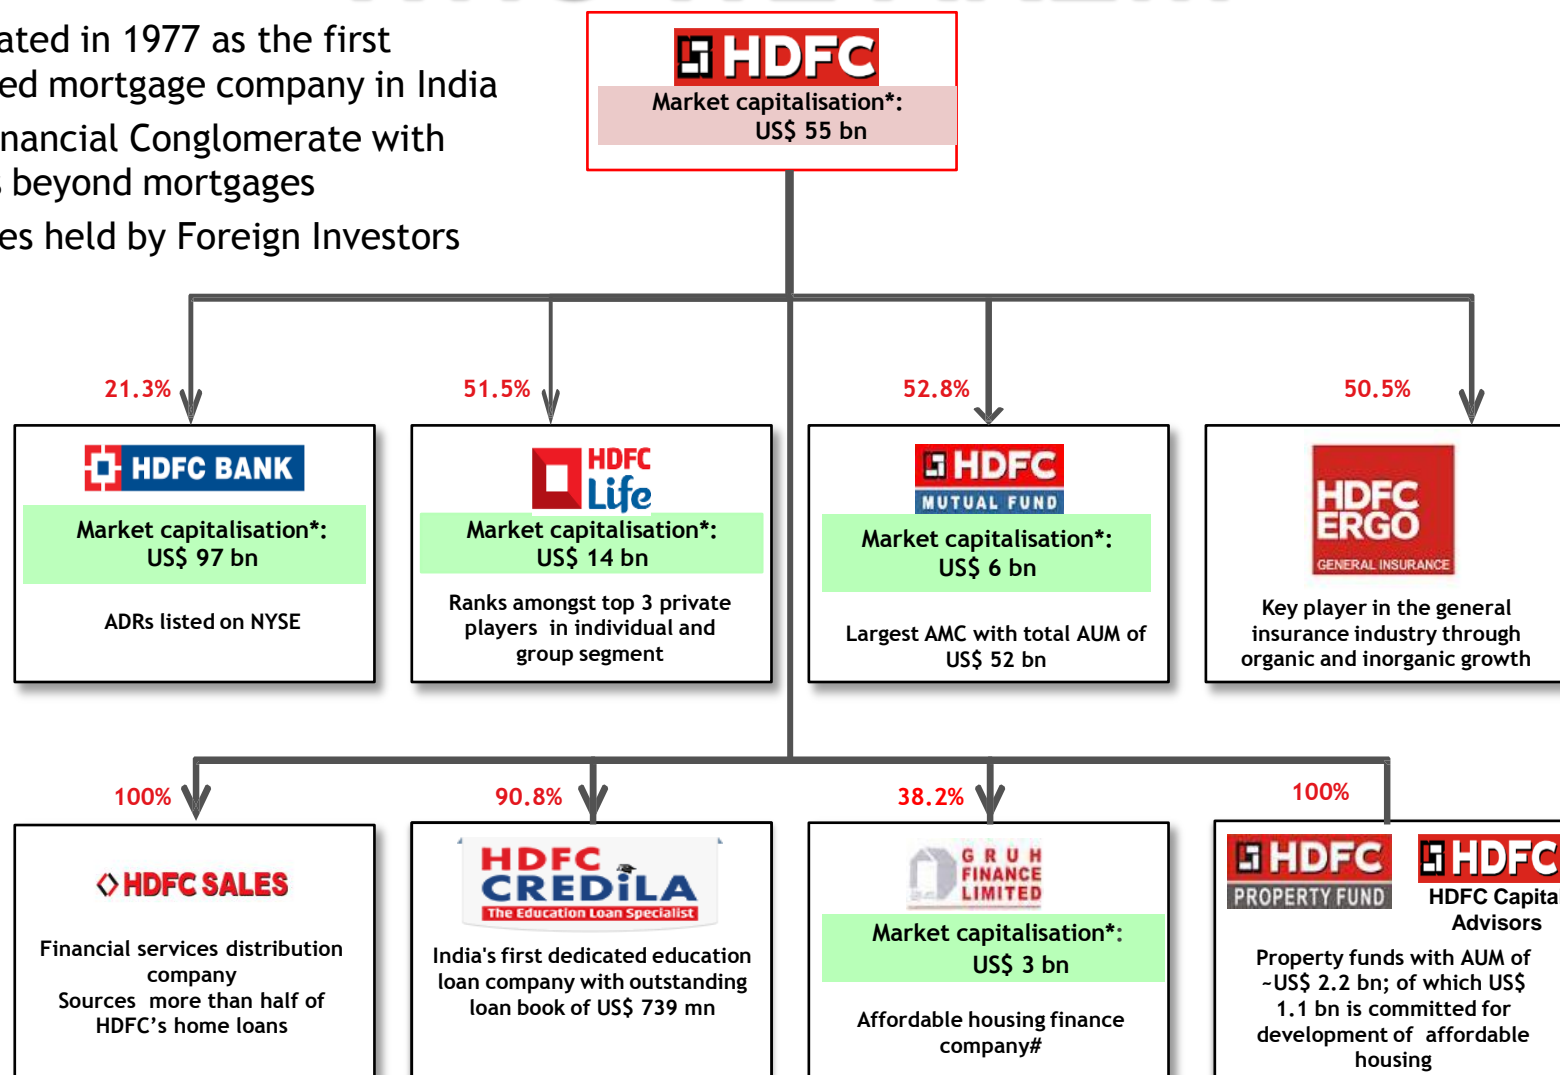 ated in 1977 as the first
ed mortgage company in India
nancial Conglomerate with
s beyond mortgages
es held by Foreign Investors
HDFC
Market capitalisation*:
US$ 55 bn
21.3%
51.5%
52.8%
50.5%
HDFC BANK
Market capitalisation*:
US$ 97 bn
ADRs listed on NYSE
HDFC
Life
Market capitalisation*:
US$ 14 bn
Ranks amongst top 3 private
players in individual and
group segment
HDFC
MUTUAL FUND
Market capitalisation*:
US$ 6 bn
Largest AMC with total AUM of
US$ 52 bn
HDFC
ERGO
GENERAL INSURANCE
Key player in the general
insurance industry through
organic and inorganic growth
100%
90.8%
38.2%
100%
HDFC SALES
Financial services distribution
company
Sources more than half of
HDFC's home loans
HDFC
CREDiLA
The Education Loan Specialist
India's first dedicated education
loan company with outstanding
loan book of US$ 739 mn
GRUH
FINANCE
LIMITED
Market capitalisation*:
US$ 3 bn
Affordable housing finance
company#
HDFC
PROPERTY FUND
HDFC
HDFC Capita
Advisors
Property funds with AUM of
~US$ 2.2 bn; of which US$
1.1 bn is committed for
development of affordable
housing